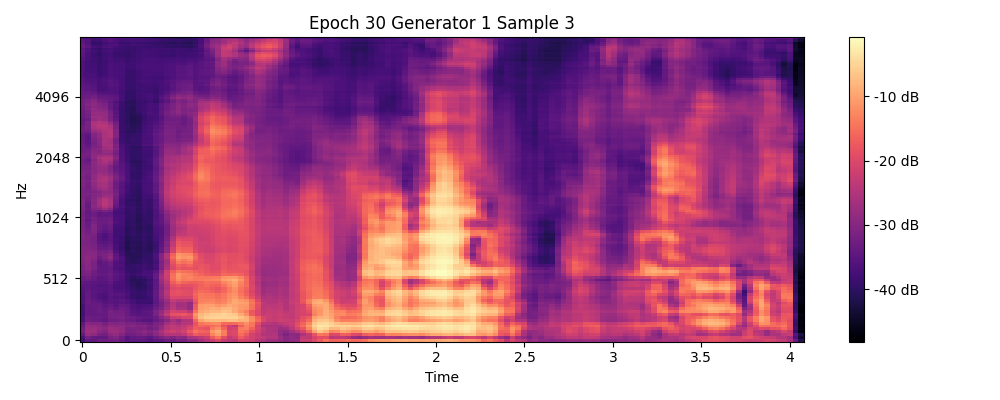 Epoch 30 Generator 1 Sample 3
Hz
4096
2048
1024
512
0
0 0.5 1 1.5 2 2.5 3 3.5 4
Time
-10 dB
-20 dB
-30 dB
-40 dB